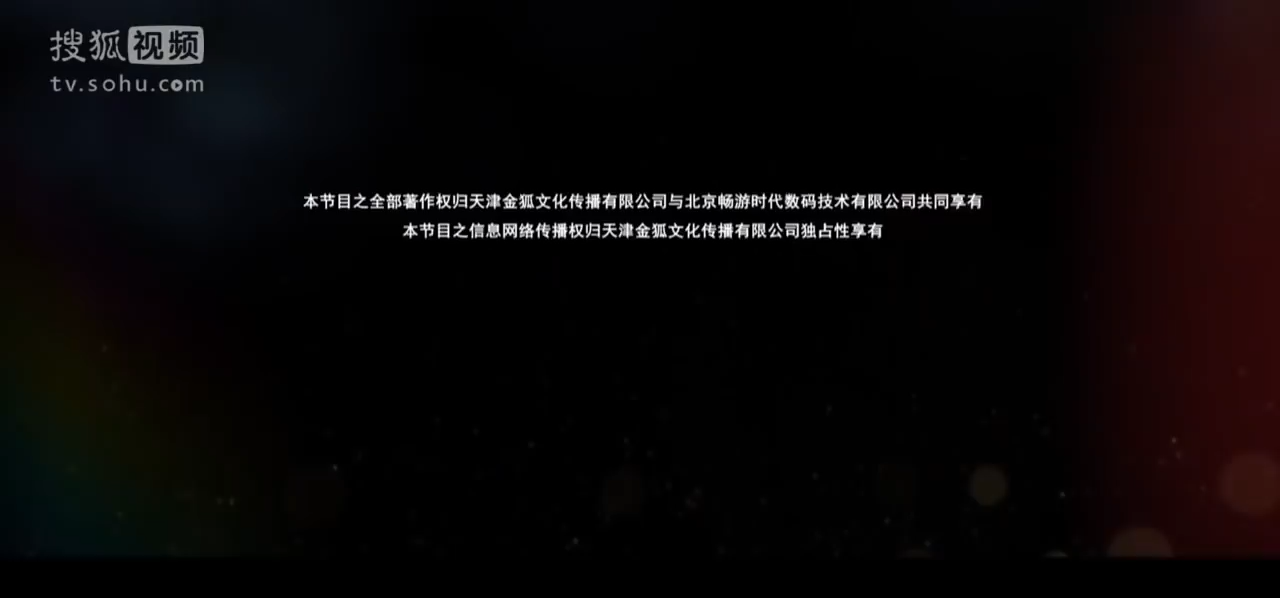 搜狐视频
tv.sohu.com
本节目之全部著作权归天津金狐文化传播有限公司与北京畅游时代数码技术有限公司共同享有
本节目之信息网络传播权归天津金狐文化传播有限公司独占性享有